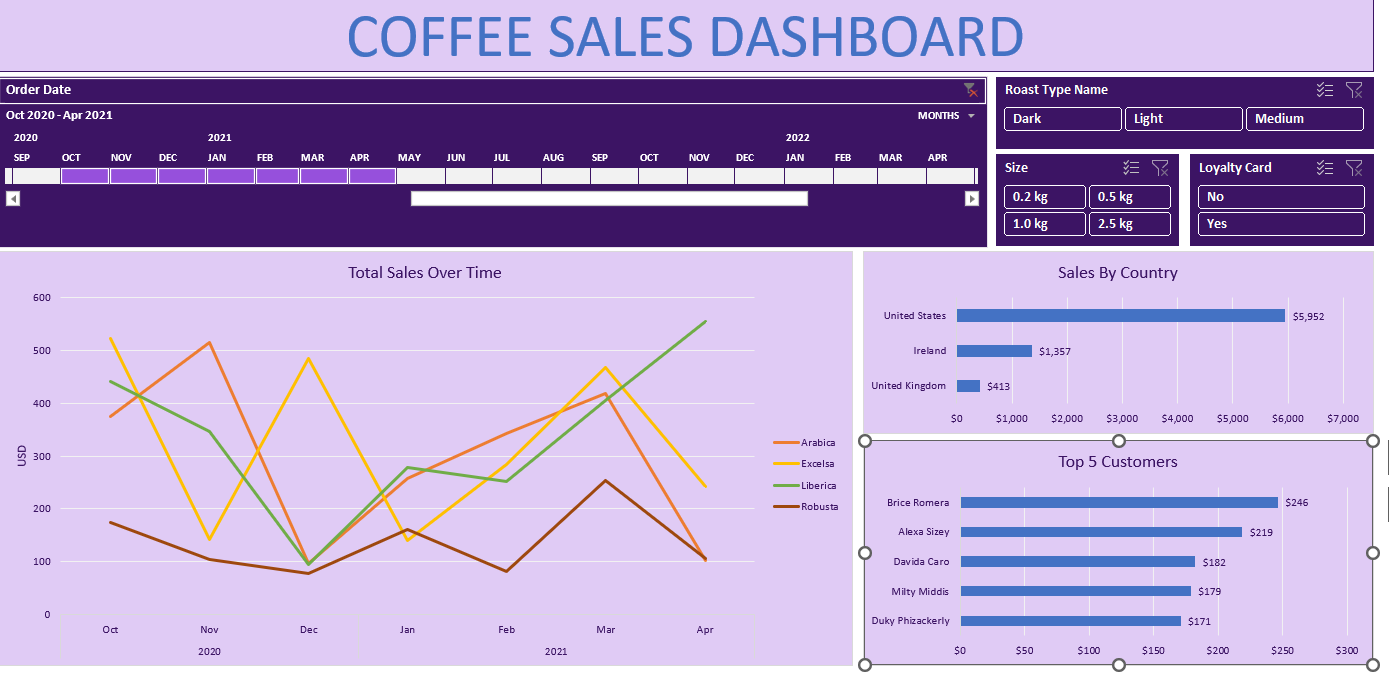 COFFEE SALES DASHBOARD
Order Date
Oct 2020 - Apr 2021 MONTHS
2020 2021 2022
SEP OCT NOV DEC JAN FEB MAR APR MAY JUN JUL AUG SEP OCT NOV DEC JAN FEB MAR APR
Roast Type Name
Dark Light Medium
Size
0.2 kg 0.5 kg
1.0 kg 2.5 kg
Loyalty Card
No
Yes
Total Sales Over Time
600
500
400
300
200
100
0
USD
Oct Nov Dec Jan Feb Mar Apr
2020 2021
Arabica
Excelsa
Liberica
Robusta
Sales By Country
United States $5,952
Ireland $1,357
United Kingdom $413
$0 $1,000 $2,000 $3,000 $4,000 $5,000 $6,000 $7,000
Top 5 Customers
Brice Romera $246
Alexa Sizey $219
Davida Caro $182
Milty Middis $179
Duky Phizackerly $171
$0 $50 $100 $150 $200 $250 $300